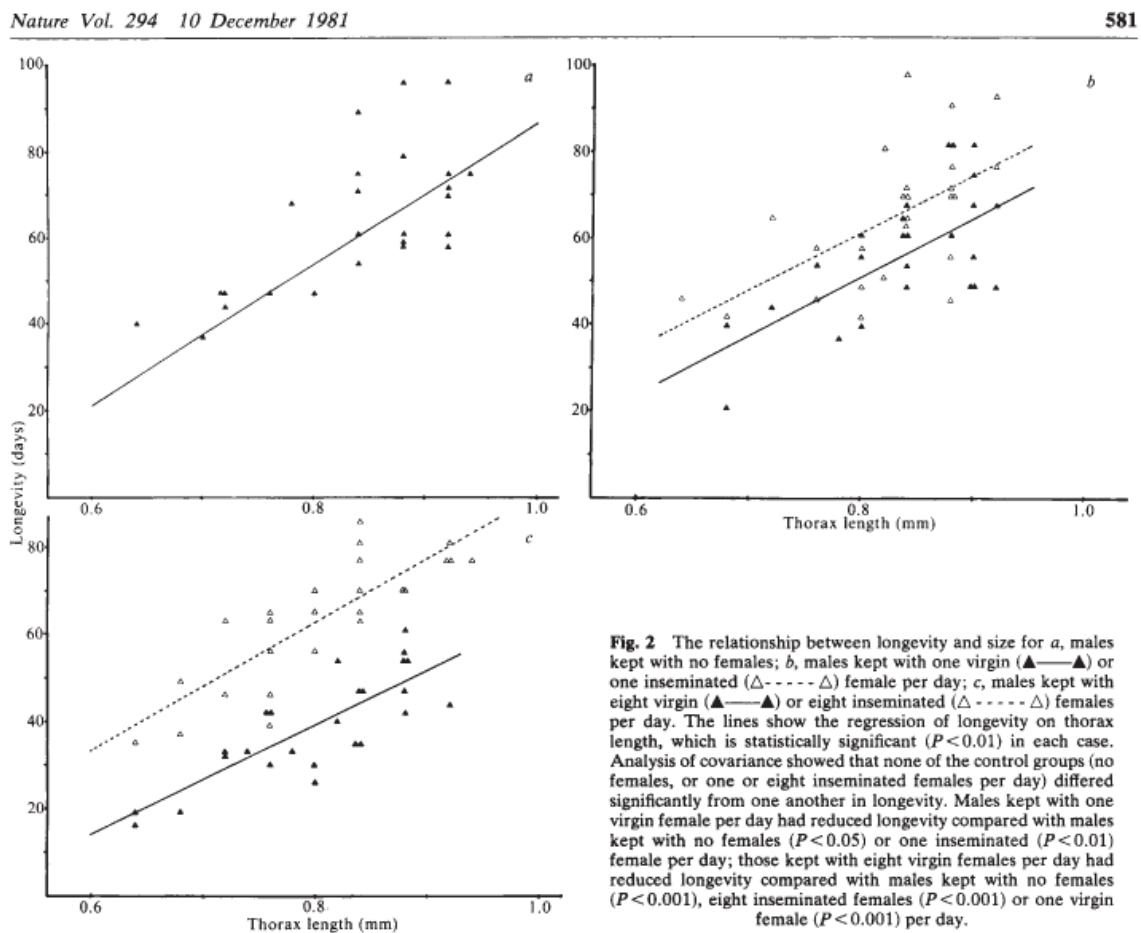 Nature Vol. 294 10 December 1981
581
100
80
60
40
20
a
0.6
0.8
1.0
100
80
60
40
20
b
0.6
0.8
1.0
Thorax length (mm)
Longevity (days)
80
60
40
20
c
0.6
0.8
1.0
Thorax length (mm)
Fig. 2 The relationship between longevity and size for a, males
kept with no females; b, males kept with one virgin (▲——▲) or
one inseminated (△-----△) female per day; c, males kept with
eight virgin (▲——▲) or eight inseminated (△-----△) females
per day. The lines show the regression of longevity on thorax
length, which is statistically significant (P<0.01) in each case.
Analysis of covariance showed that none of the control groups (no
females, or one or eight inseminated females per day) differed
significantly from one another in longevity. Males kept with one
virgin female per day had reduced longevity compared with males
kept with no females (P<0.05) or one inseminated (P<0.01)
female per day; those kept with eight virgin females per day had
reduced longevity compared with males kept with no females
(P<0.001), eight inseminated females (P<0.001) or one virgin
female (P<0.001) per day.